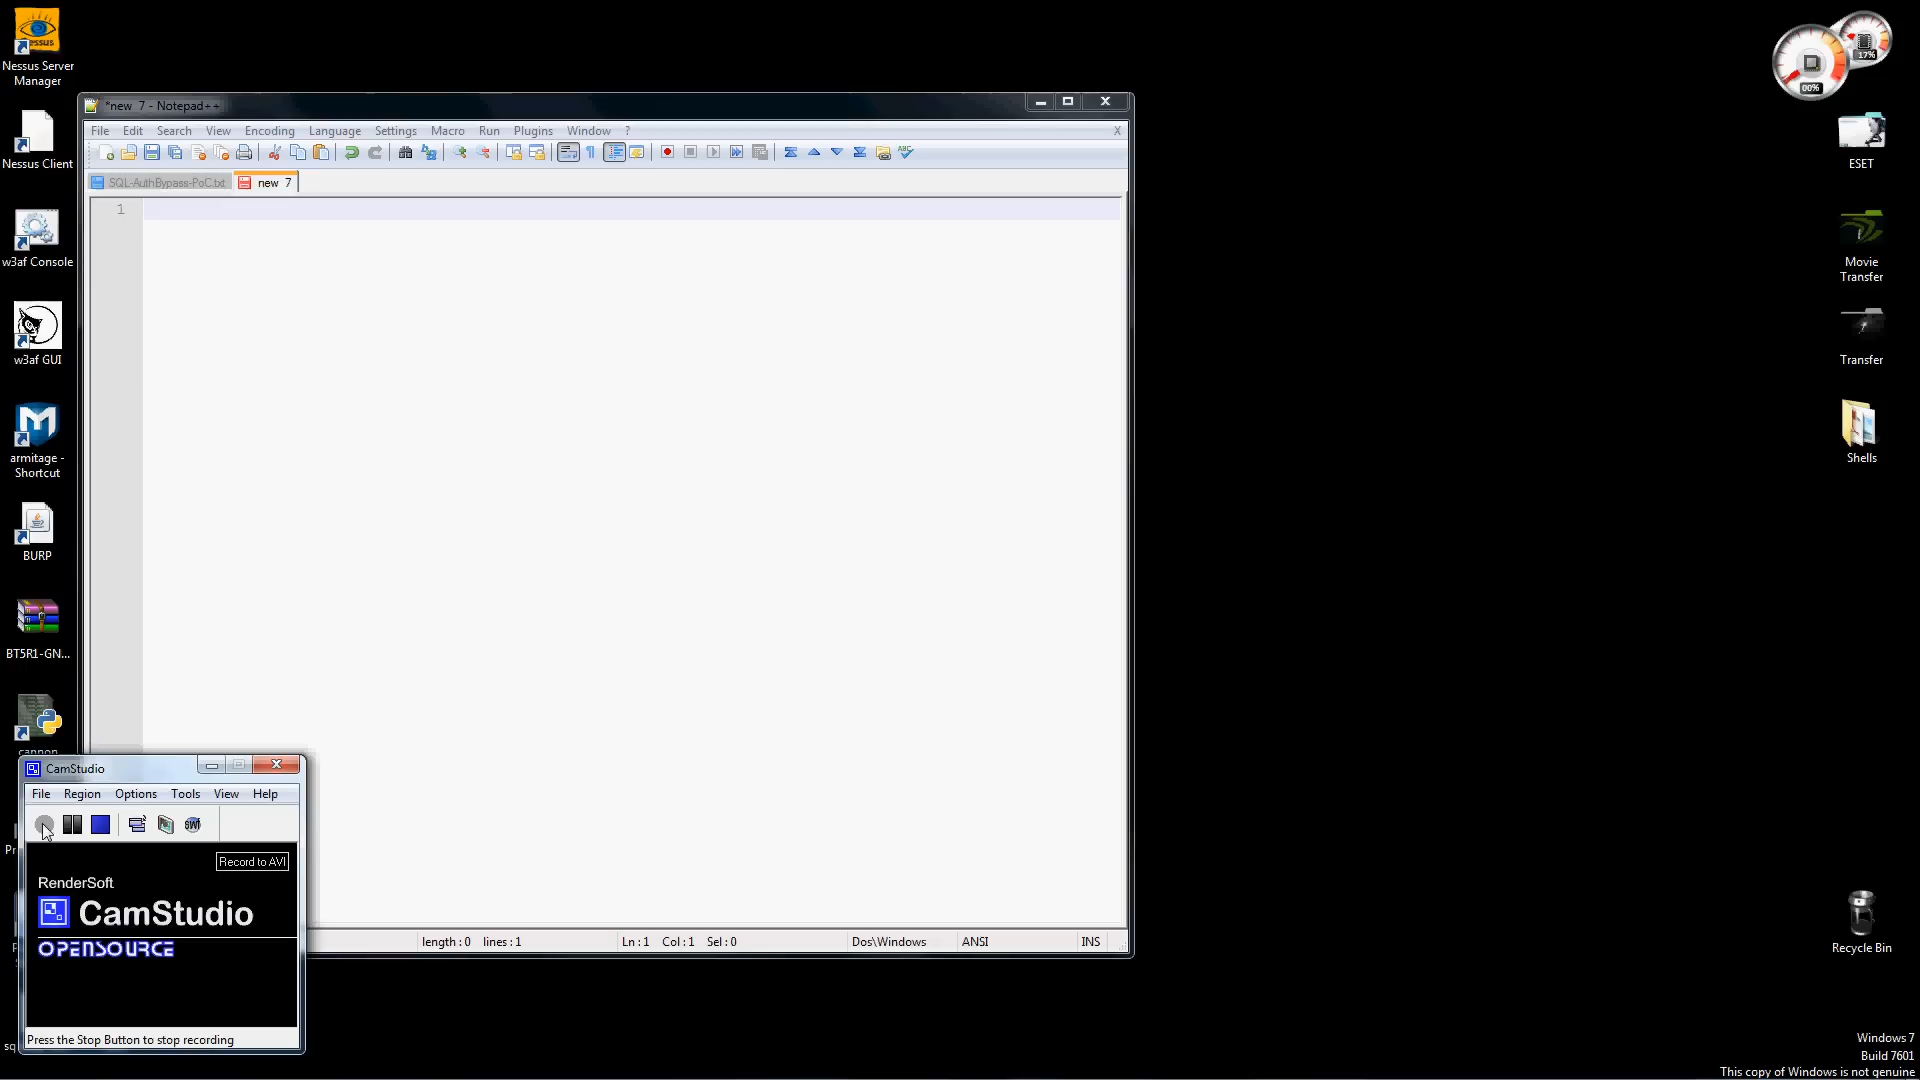 Nessus Server
Manager
Nessus Client
w3af Console
w3af GUI
armitage -
Shortcut
BURP
BT5R1-GN...
cannon
*new 7 - Notepad++
File Edit Search View Encoding Language Settings Macro Run Plugins Window ? X
SQL-AuthBypass-PoC.txt new 7
1
length : 0 lines : 1 Ln : 1 Col : 1 Sel : 0 Dos\Windows ANSI INS
CamStudio
File Region Options Tools View Help
SWF
Record to AVI
RenderSoft
CamStudio
OPENSOURCE
Press the Stop Button to stop recording
17%
00%
ESET
Movie
Transfer
Transfer
Shells
Recycle Bin
Windows 7
Build 7601
This copy of Windows is not genuine